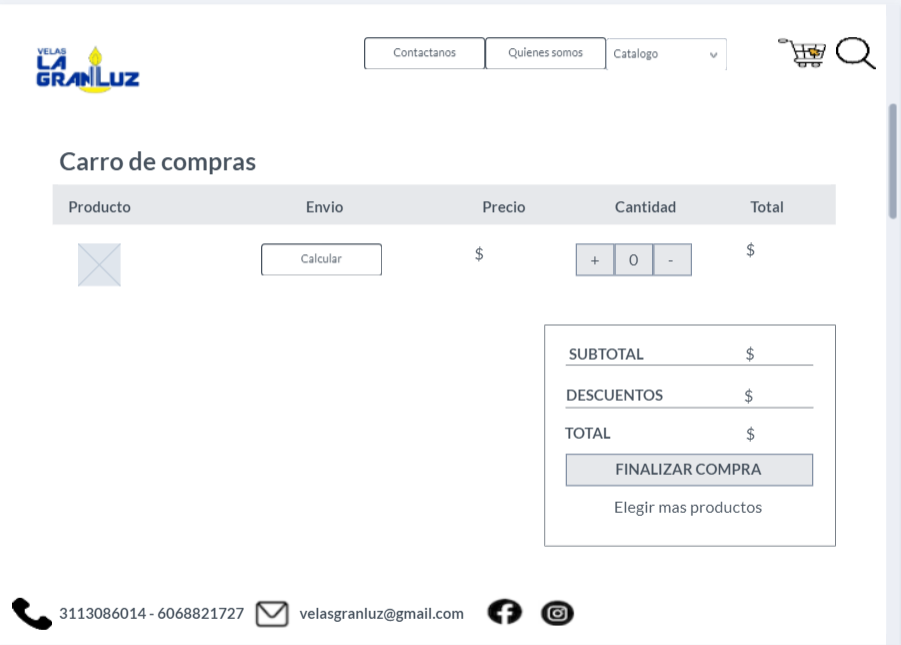 VELAS
LA
GRANLUZ
Contactanos
Quienes somos
Catalogo
Carro de compras
Producto Envio Precio Cantidad Total
Calcular $ + 0 - $
SUBTOTAL $
DESCUENTOS $
TOTAL $
FINALIZAR COMPRA
Elegir mas productos
3113086014 - 6068821727 velasgranluz@gmail.com